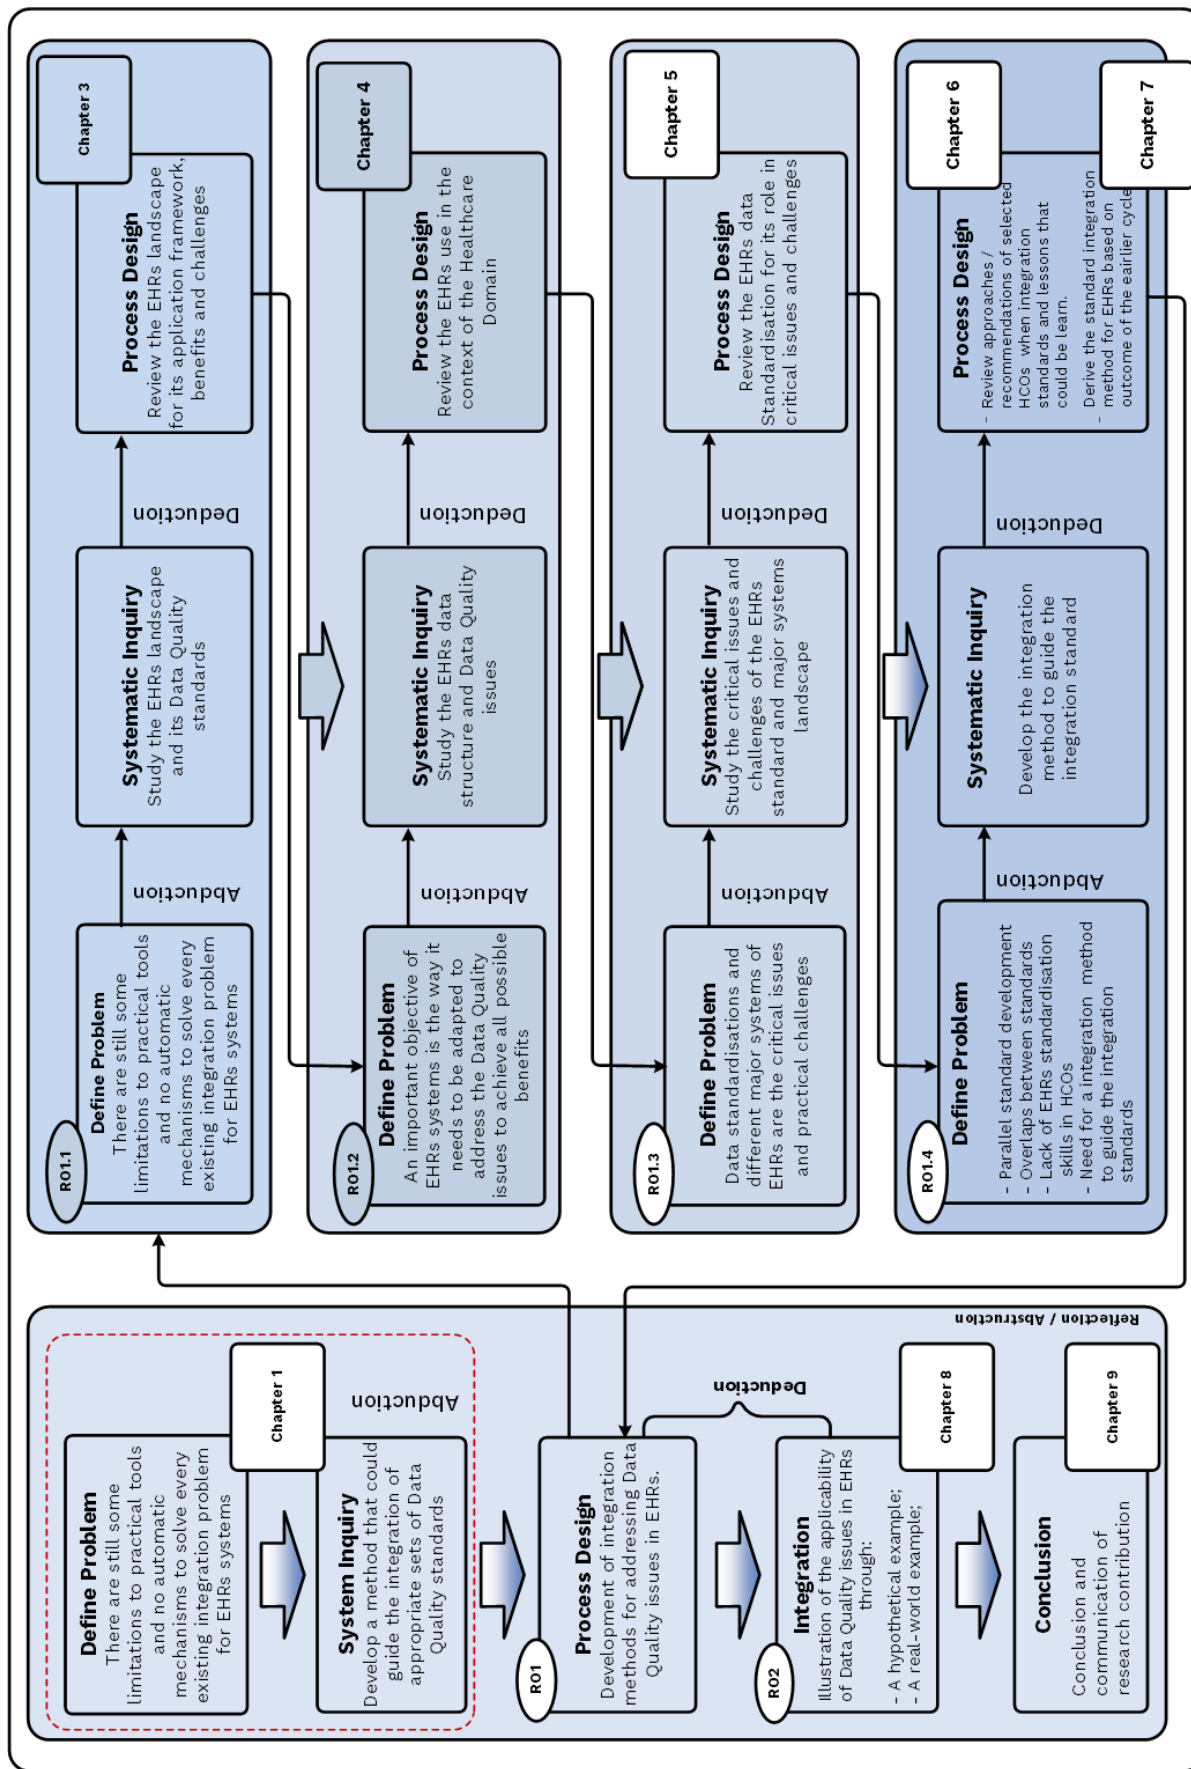 Define Problem
There are still some
limitations to practical tools
and no automatic
mechanisms to solve every
existing integration problem
for EHRs systems
Chapter 1
System Inquiry
Develop a method that could
guide the integration of
appropriate sets of Data
Quality standards
Abduction
RO1
Process Design
Development of integration
methods for addressing Data
Quality issues in EHRs.
Deduction
RO2
Integration
Illustration of the applicability
of Data Quality issues in EHRs
through:
- A hypothetical example;
- A real-world example;
Chapter 8
Conclusion
Conclusion and
communication of
research contribution
Chapter 9
Reflection / Abstraction
RO1.1
Define Problem
There are still some
limitations to practical tools
and no automatic
mechanisms to solve every
existing integration problem
for EHRs systems
Abduction
Systematic Inquiry
Study the EHRs landscape
and its Data Quality
standards
Deduction
Process Design
Review the EHRs landscape
for its application framework,
benefits and challenges
Chapter 3
RO1.2
Define Problem
An important objective of
EHRs systems is the way it
needs to be adapted to
address the Data Quality
issues to achieve all possible
benefits
Abduction
Systematic Inquiry
Study the EHRs data
structure and Data Quality
issues
Deduction
Process Design
Review the EHRs use in the
context of the Healthcare
Domain
Chapter 4
RO1.3
Define Problem
Data standardisations and
different major systems of
EHRs are the critical issues
and practical challenges
Abduction
Systematic Inquiry
Study the critical issues and
challenges of the EHRs
standard and major systems
landscape
Deduction
Process Design
Review the EHRs data
Standardisation for its role in
critical issues and challenges
Chapter 5
RO1.4
Define Problem
- Parallel standard development
- Overlaps between standards
- Lack of EHRs standardisation
skills in HCOs
- Need for a integration method
to guide the integration
standards
Abduction
Systematic Inquiry
Develop the integration
method to guide the
integration standard
Deduction
Process Design
- Review approaches /
recommendations of selected
HCOs when integration
standards and lessons that
could be learn.
- Derive the standard integration
method for EHRs based on
outcome of the earlier cycle
Chapter 6
Chapter 7